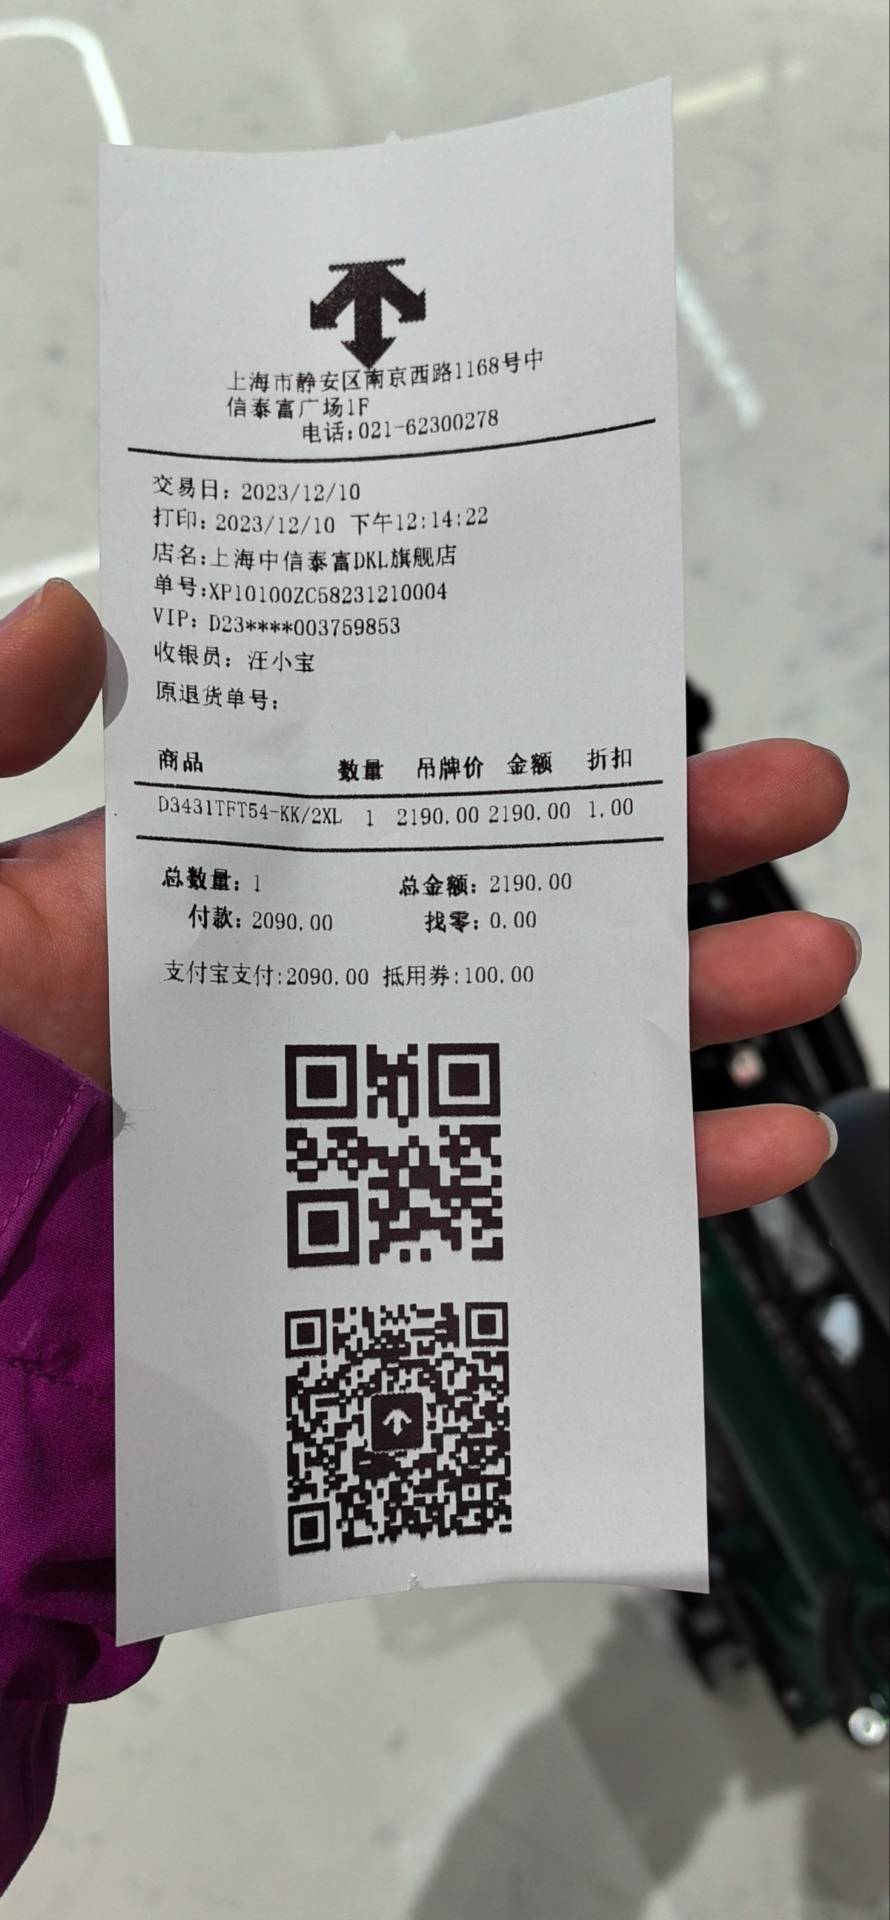 上海市静安区南京西路1168号中
信泰富广场1F
电话:021-62300278
交易日: 2023/12/10
打印: 2023/12/10 下午12:14:22
店名:上海中信泰富DKL旗舰店
单号:XP10100ZC58231210004
VIP: D23****003759853
收银员: 汪小宝
原退货单号:
商品 数量 吊牌价 金额 折扣
D3431TFT54-KK/2XL 1 2190.00 2190.00 1.00
总数量: 1 总金额: 2190.00
付款: 2090.00 找零: 0.00
支付宝支付:2090.00 抵用券:100.00